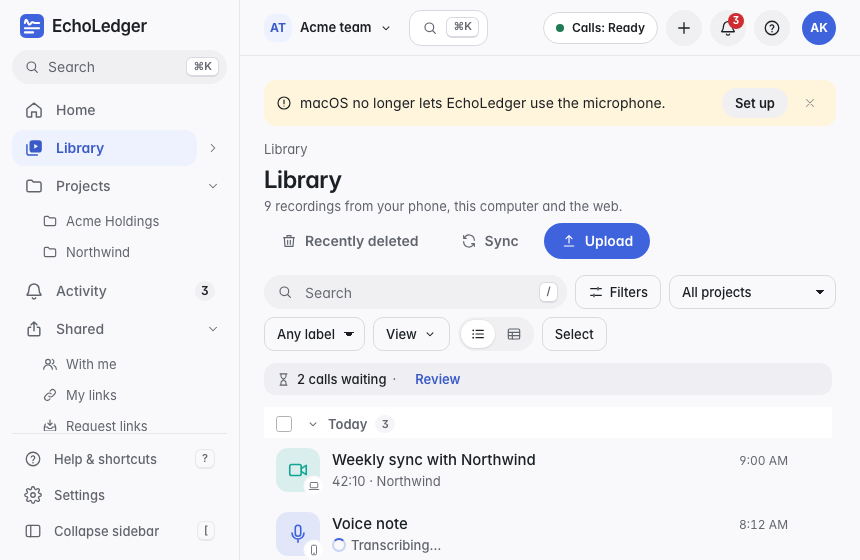 EchoLedger
Search ⌘K
Home
Library
Projects
Acme Holdings
Northwind
Activity 3
Shared
With me
My links
Request links
Help & shortcuts ?
Settings
Collapse sidebar [
AT Acme team ⌘K Calls: Ready 3 AK
macOS no longer lets EchoLedger use the microphone. Set up
Library
Library
9 recordings from your phone, this computer and the web.
Recently deleted Sync Upload
Search / Filters All projects
Any label View Select
2 calls waiting · Review
Today 3
Weekly sync with Northwind 9:00 AM
42:10 · Northwind
Voice note 8:12 AM
Transcribing...